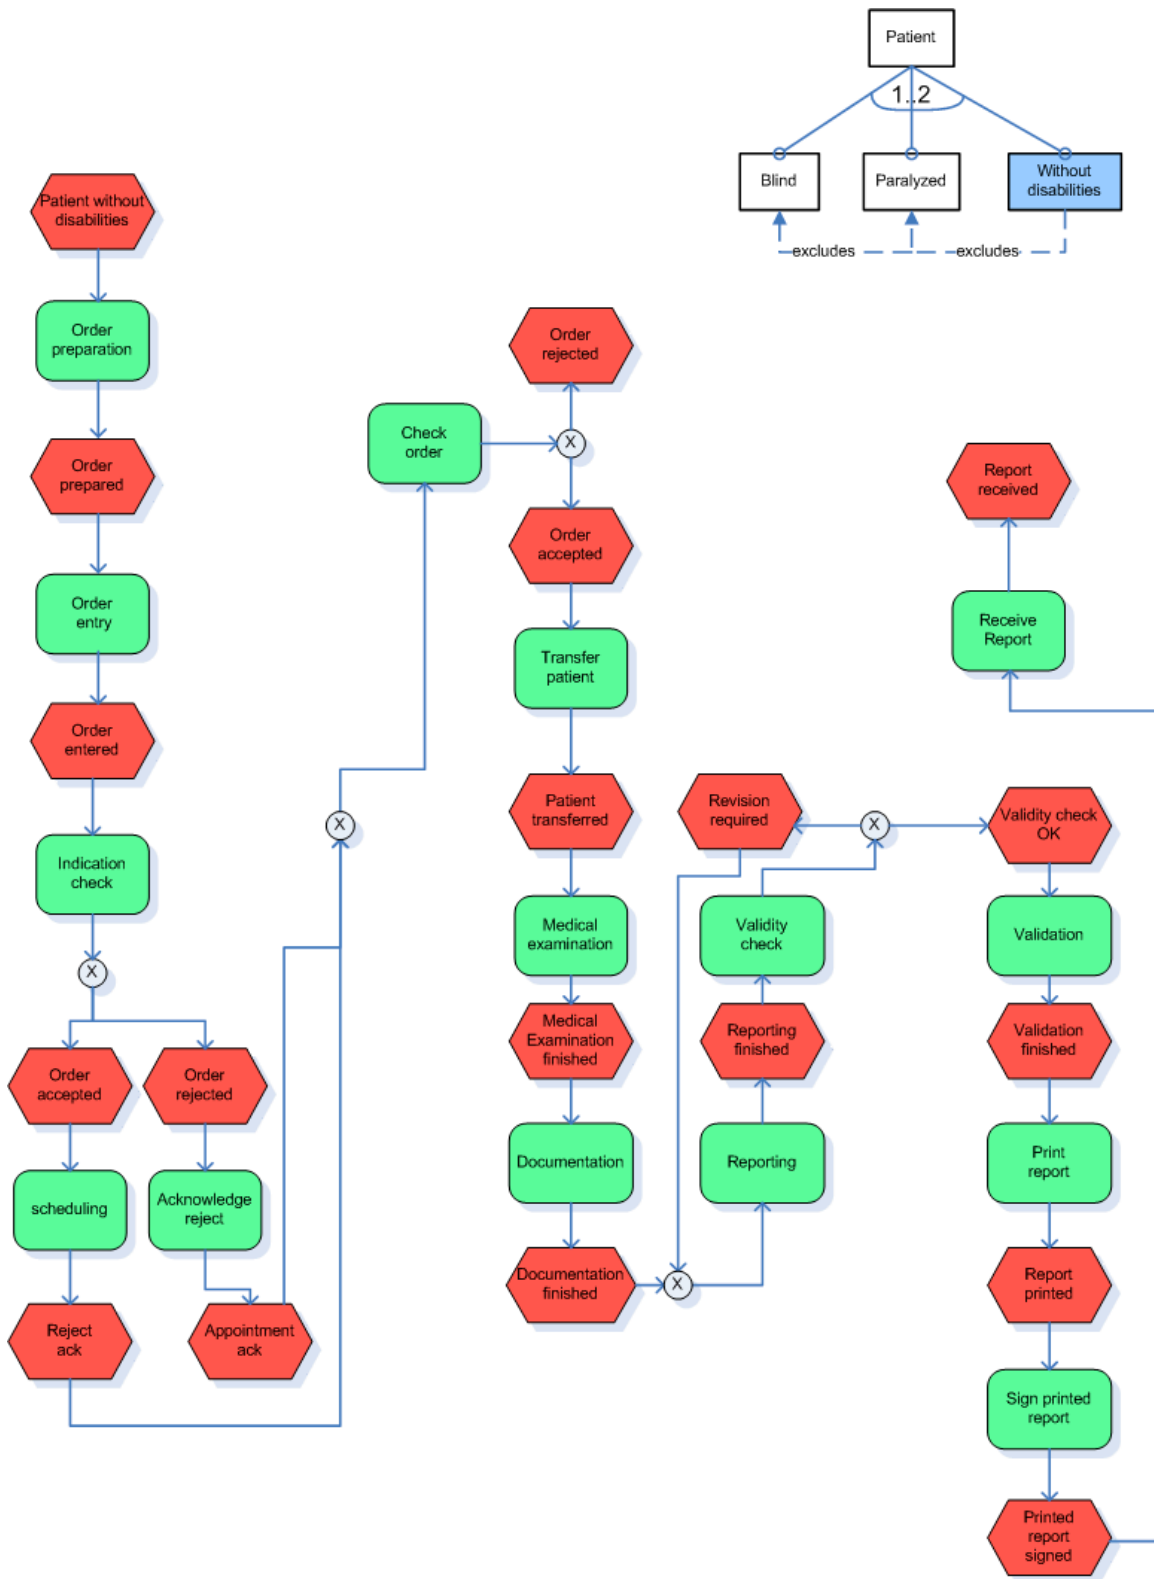 Patient
1..2
Blind
Paralyzed
Without
disabilities
excludes
excludes
Patient without
disabilities
Order
preparation
Order
prepared
Order
entry
Order
entered
Indication
check
X
Order
accepted
Order
rejected
scheduling
Acknowledge
reject
Reject
ack
Appointment
ack
X
Check
order
X
Order
rejected
Order
accepted
Transfer
patient
Patient
transferred
Medical
examination
Medical
Examination
finished
Documentation
Documentation
finished
X
Reporting
Reporting
finished
Validity
check
X
Revision
required
Validity check
OK
Validation
Validation
finished
Print
report
Report
printed
Sign printed
report
Printed
report
signed
Receive
Report
Report
received